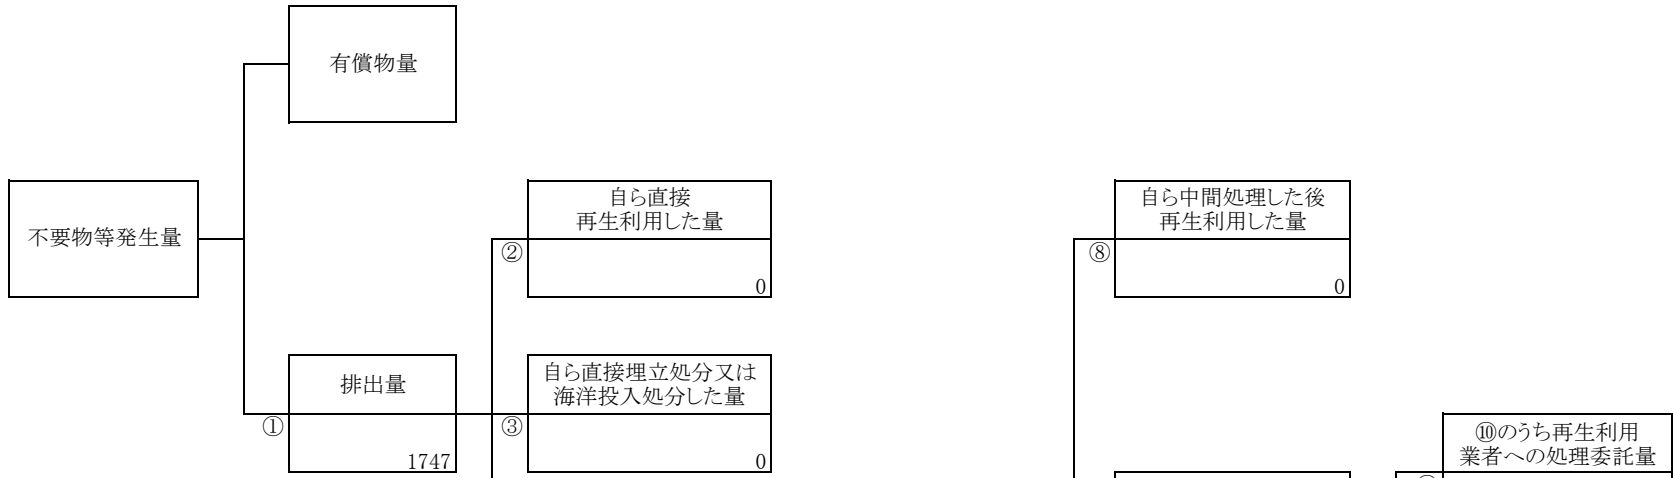 有償物量
不要物等発生量
自ら直接
再生利用した量
②
0
自ら中間処理した後
再生利用した量
⑧
0
排出量
①
1747
自ら直接埋立処分又は
海洋投入処分した量
③
0
⑩のうち再生利用
業者への処理委託量